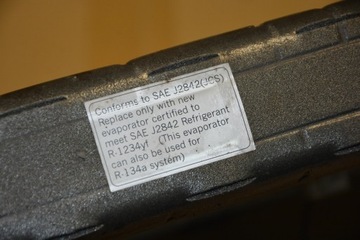 Conforms to SAE J2842(JCS)
Replace only with new
evaporator certified to
meet SAE J2842 Refrigerant
R-1234yf (This evaporator
can also be used for
R-134a system)